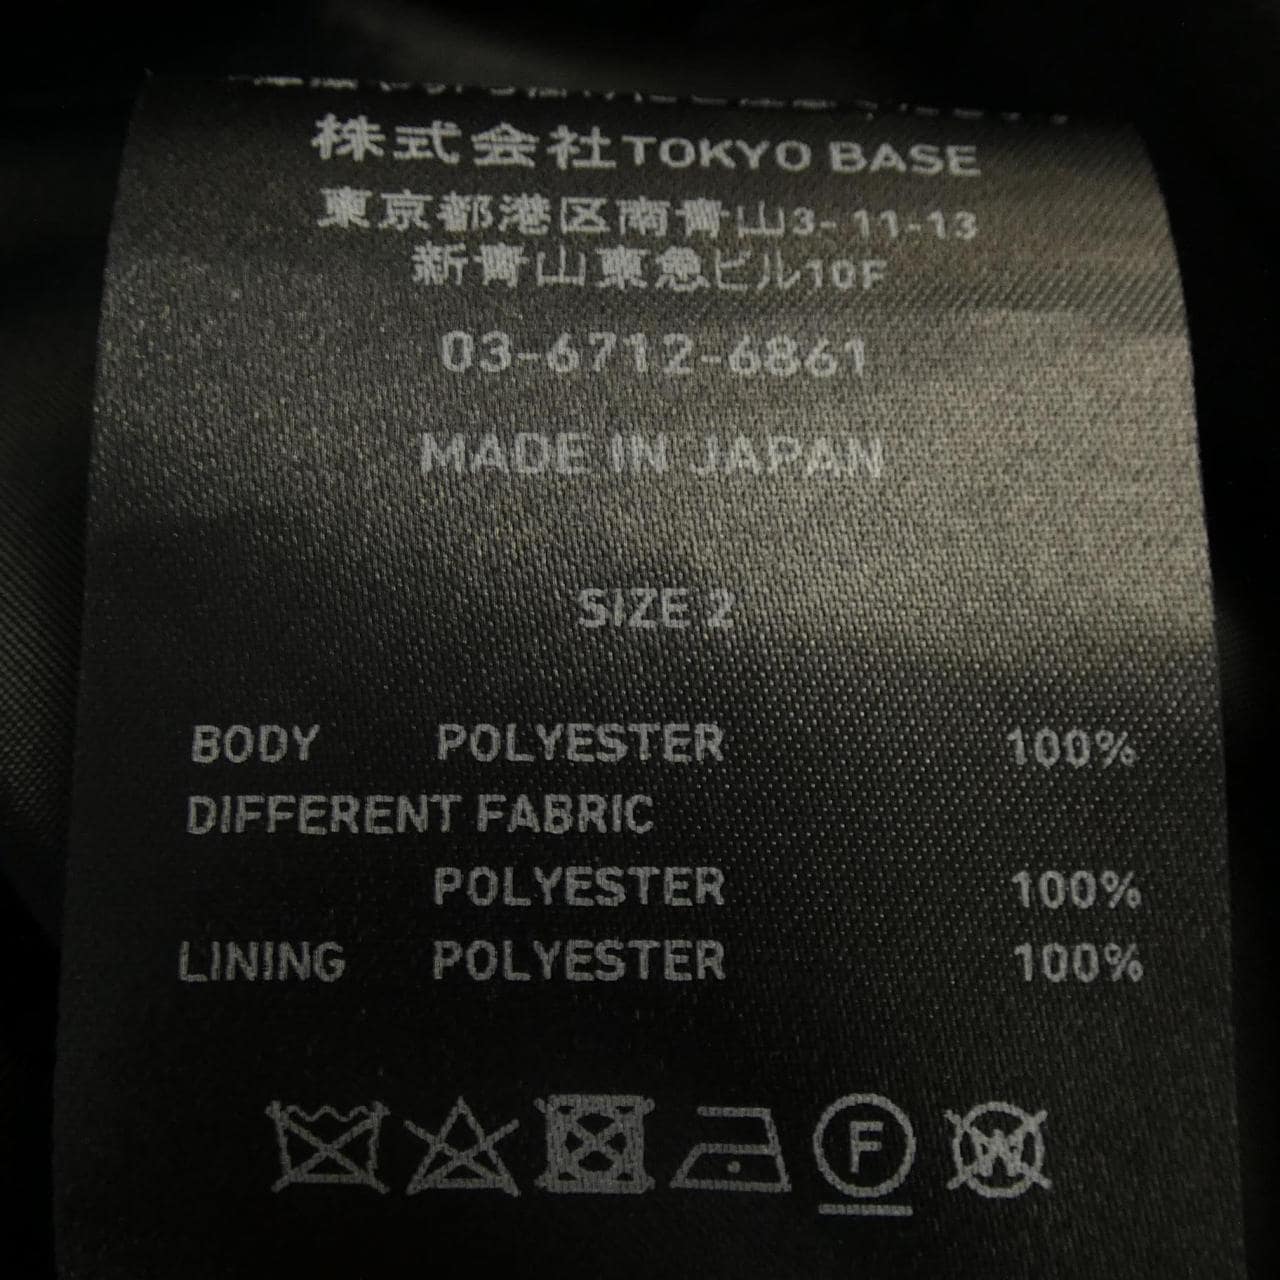 株式会社TOKYO BASE
東京都港区南青山3-11-13
新青山東急ビル10F
03-6712-6861
MADE IN JAPAN
SIZE 2
BODY POLYESTER 100%
DIFFERENT FABRIC
POLYESTER 100%
LINING POLYESTER 100%
F W